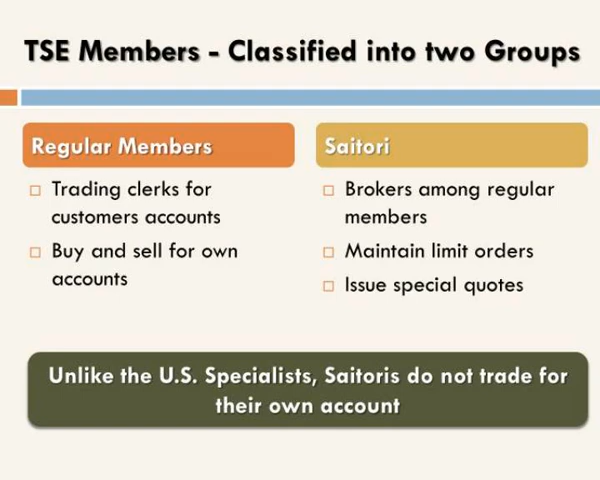 TSE Members - Classified into two Groups
Regular Members
Trading clerks for
customers accounts
Buy and sell for own
accounts
Saitori
Brokers among regular
members
Maintain limit orders
Issue special quotes
Unlike the U.S. Specialists, Saitoris do not trade for
their own account